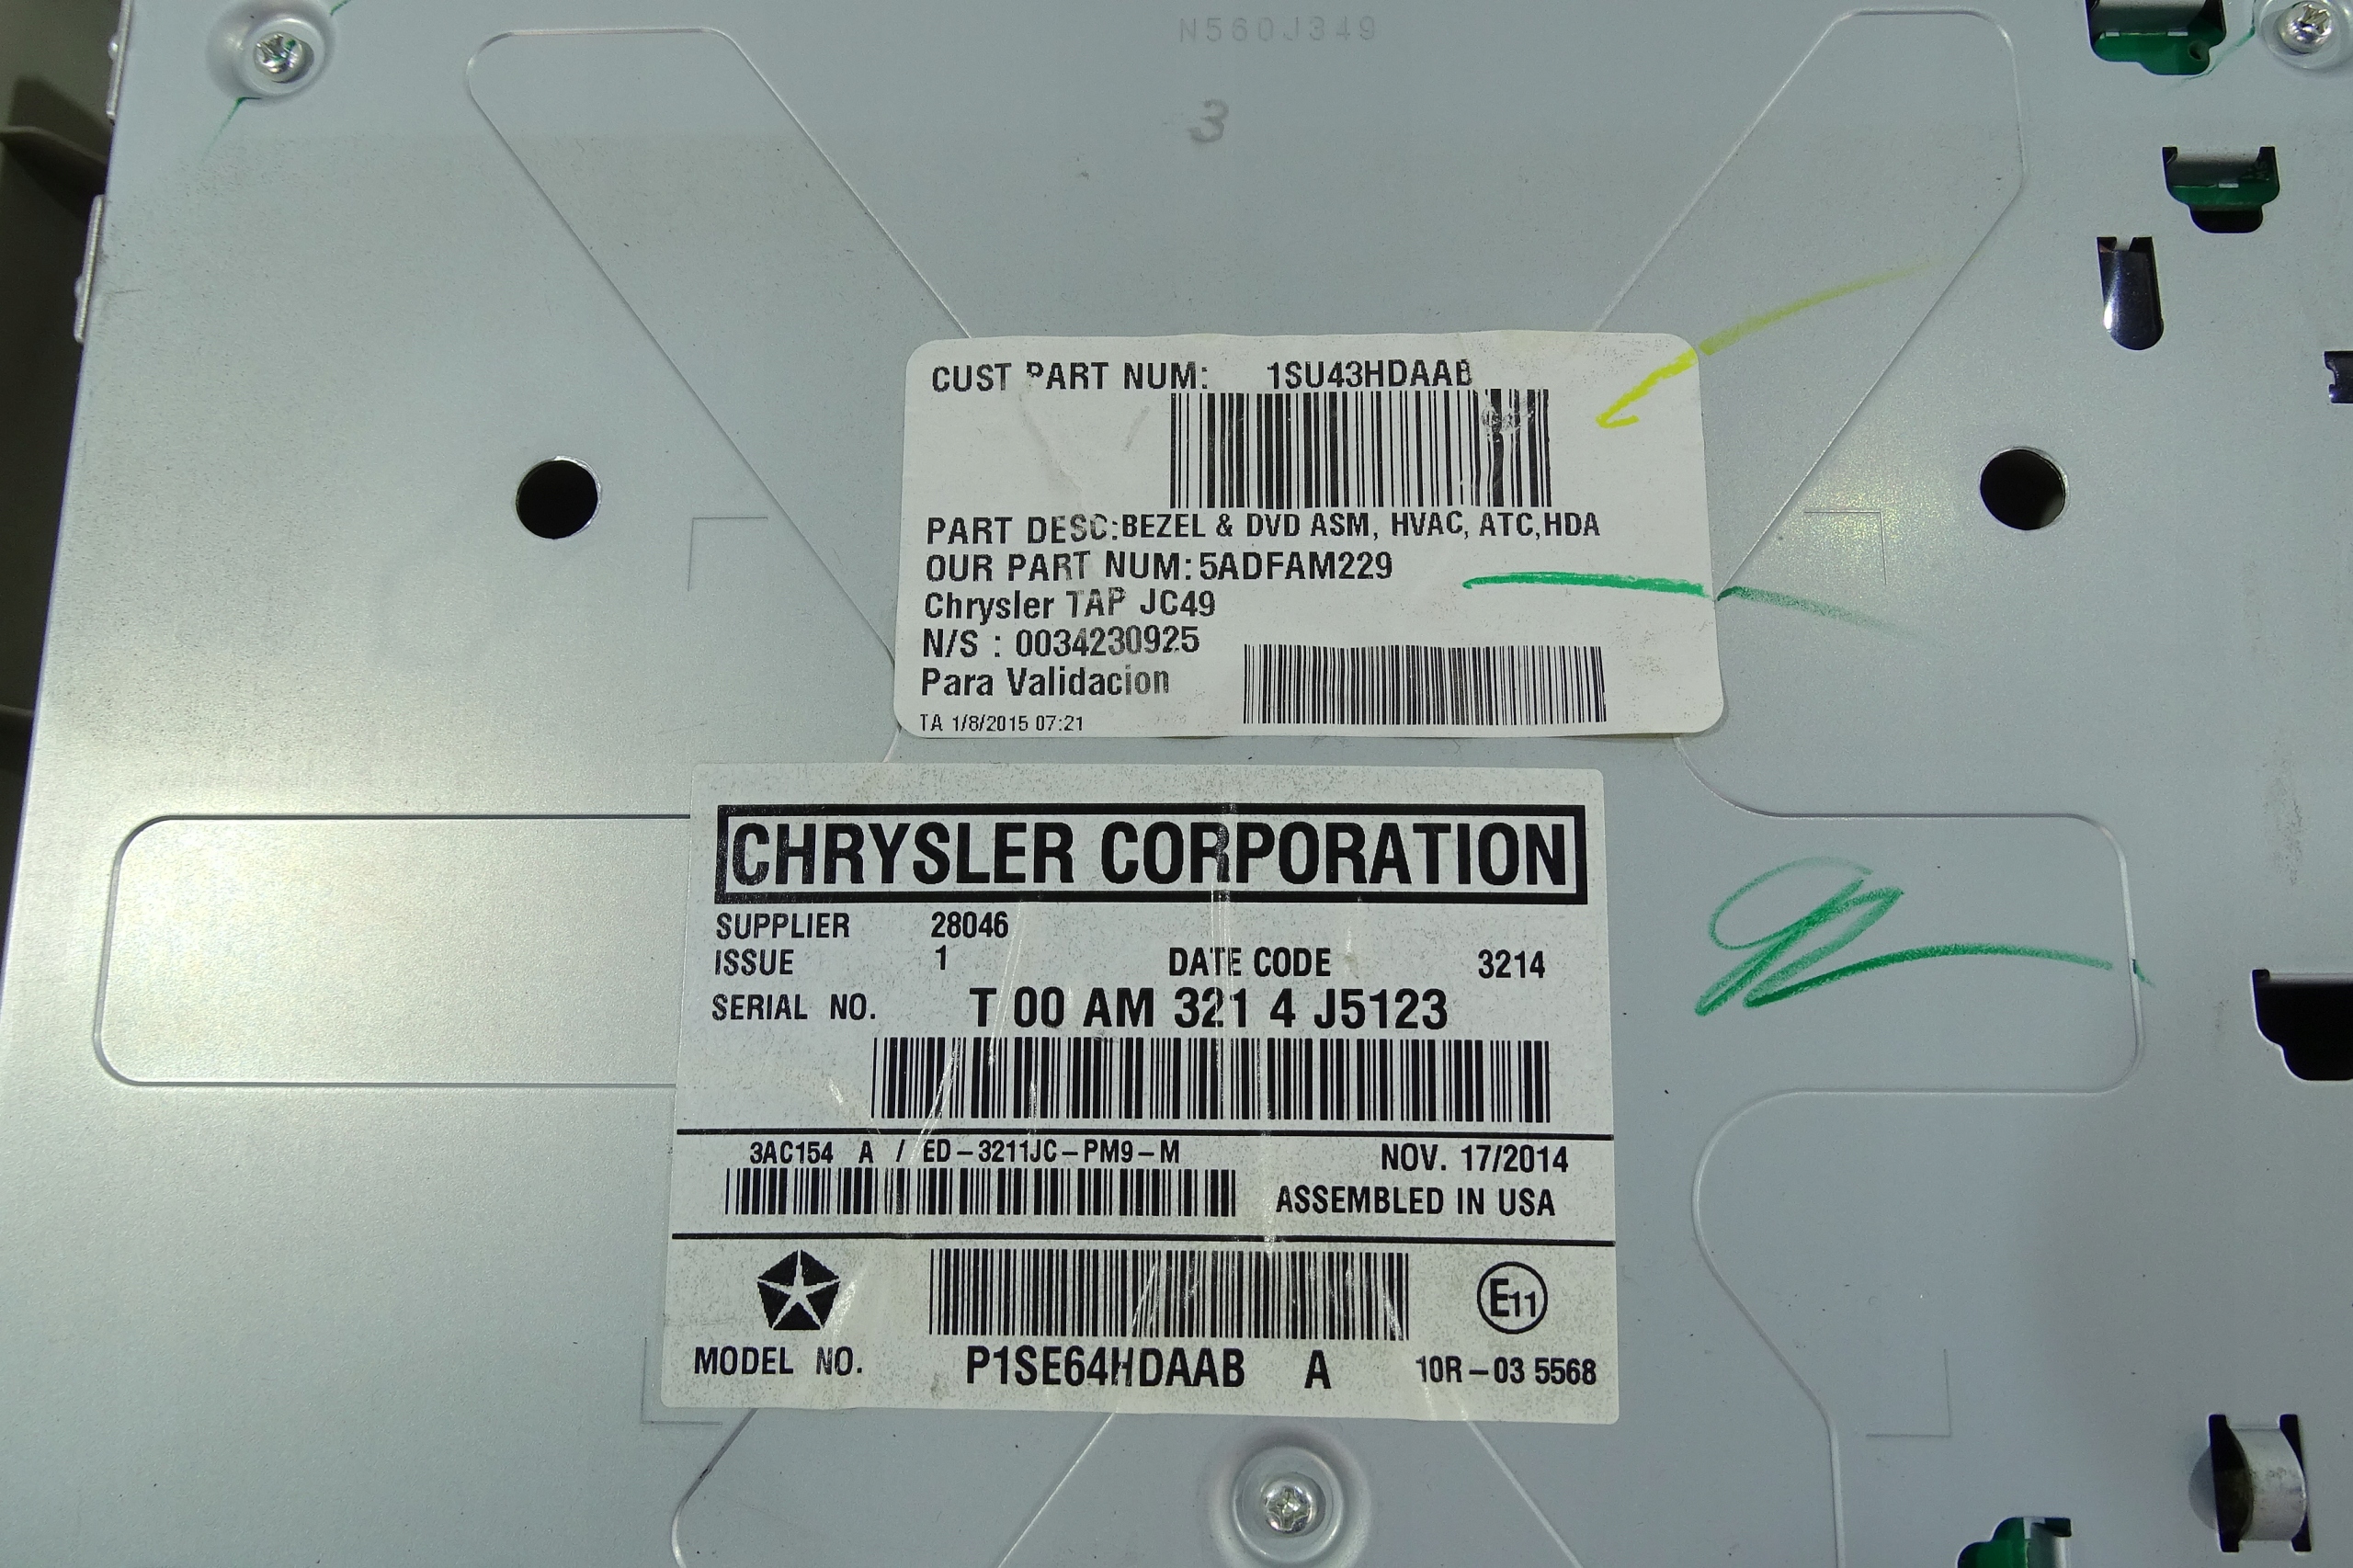 N560J349
3
CUST PART NUM: 1SU43HDAAB
PART DESC:BEZEL & DVD ASM, HVAC, ATC,HDA
OUR PART NUM:5ADFAM229
Chrysler TAP JC49
N/S : 0034230925
Para Validacion
TA 1/8/2015 07:21
CHRYSLER CORPORATION
SUPPLIER 28046
ISSUE 1 DATE CODE 3214
SERIAL NO. T 00 AM 321 4 J5123
3AC154 A / ED-3211JC-PM9-M NOV. 17/2014
ASSEMBLED IN USA
E11
MODEL NO. P1SE64HDAAB A 10R-03 5568